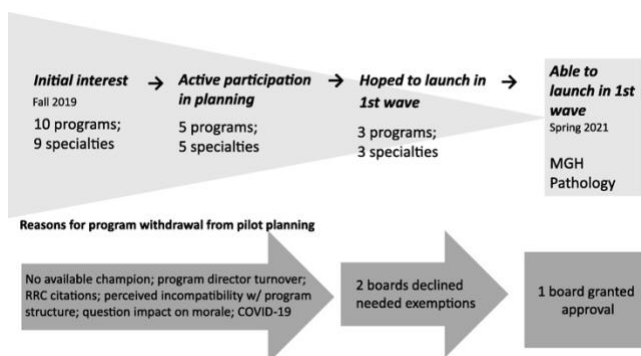 Initial interest → Active participation → Hoped to launch in → Able to
Fall 2019 in planning 1st wave launch in 1st
wave
10 programs; 5 programs; 3 programs; Spring 2021
9 specialties 5 specialties 3 specialties
MGH
Pathology
Reasons for program withdrawal from pilot planning
No available champion; program director turnover;
RRC citations; perceived incompatibility w/ program
structure; question impact on morale; COVID-19
2 boards declined
needed exemptions
1 board granted
approval